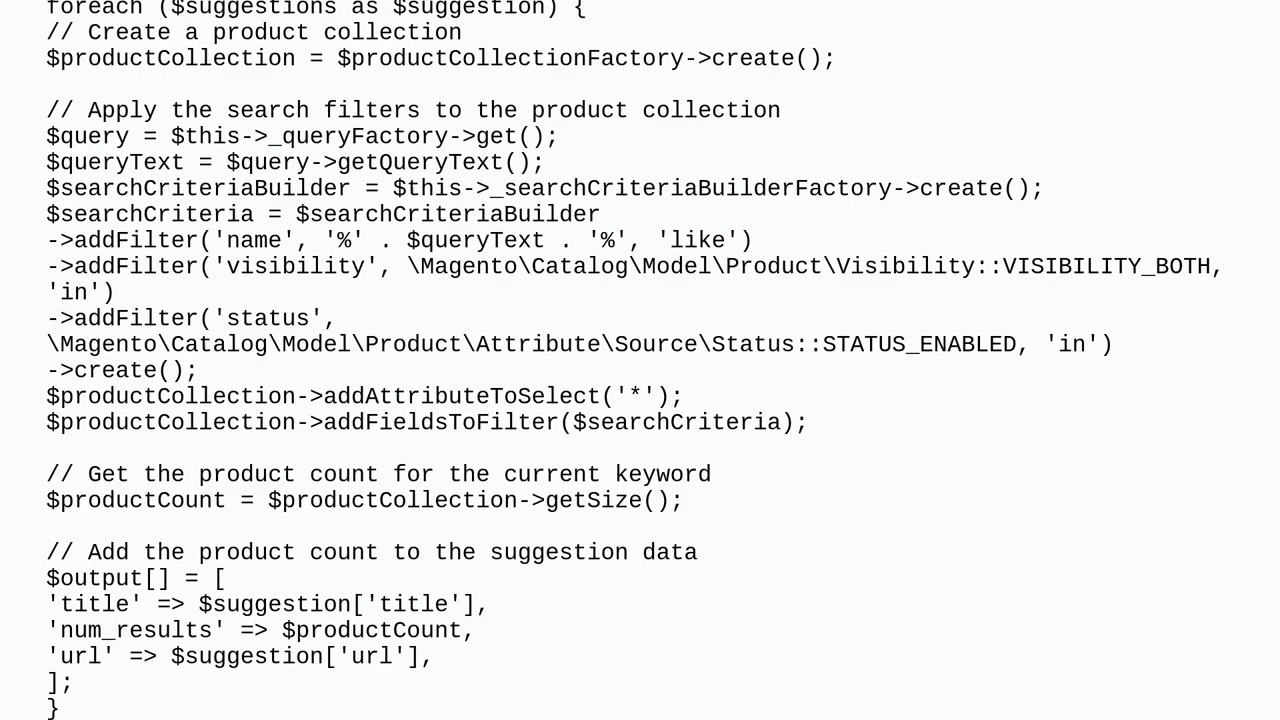 foreach ($suggestions as $suggestion) {
// Create a product collection
$productCollection = $productCollectionFactory->create();
// Apply the search filters to the product collection
$query = $this->_queryFactory->get();
$queryText = $query->getQueryText();
$searchCriteriaBuilder = $this->_searchCriteriaBuilderFactory->create();
$searchCriteria = $searchCriteriaBuilder
->addFilter('name', '%' . $queryText . '%', 'like')
->addFilter('visibility', \Magento\Catalog\Model\Product\Visibility::VISIBILITY_BOTH,
'in')
->addFilter('status',
\Magento\Catalog\Model\Product\Attribute\Source\Status::STATUS_ENABLED, 'in')
->create();
$productCollection->addAttributeToSelect('*');
$productCollection->addFieldsToFilter($searchCriteria);
// Get the product count for the current keyword
$productCount = $productCollection->getSize();
// Add the product count to the suggestion data
$output[] = [
'title' => $suggestion['title'],
'num_results' => $productCount,
'url' => $suggestion['url'],
];
}